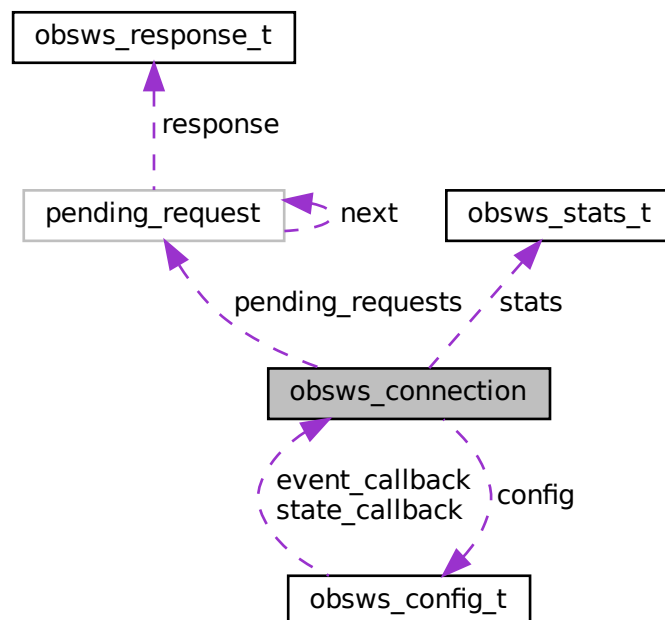 obsws_response_t
response
pending_request
next
obsws_stats_t
pending_requests
stats
obsws_connection
event_callback
state_callback
config
obsws_config_t